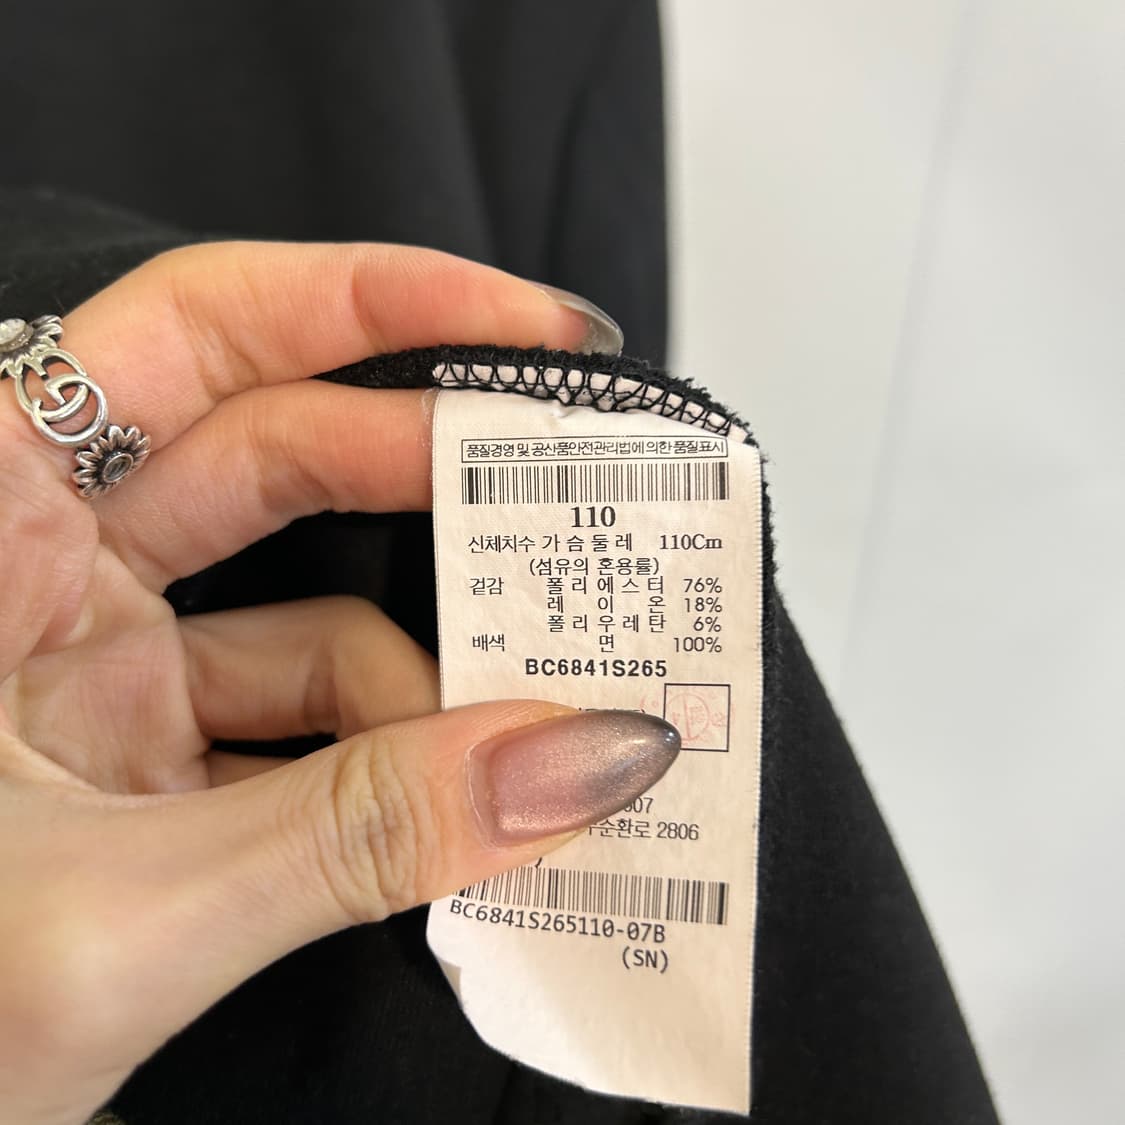 품질경영 및 공산품안전관리법에 의한 품질표시
110
신체치수 가 슴 둘 레 110Cm
(섬유의 혼용률)
겉감 폴 리 에 스 터 76%
레 이 온 18%
폴 리 우 레 탄 6%
배색 면 100%
BC6841S265
07
순환로 2806
)
BC6841S265110-07B
(SN)